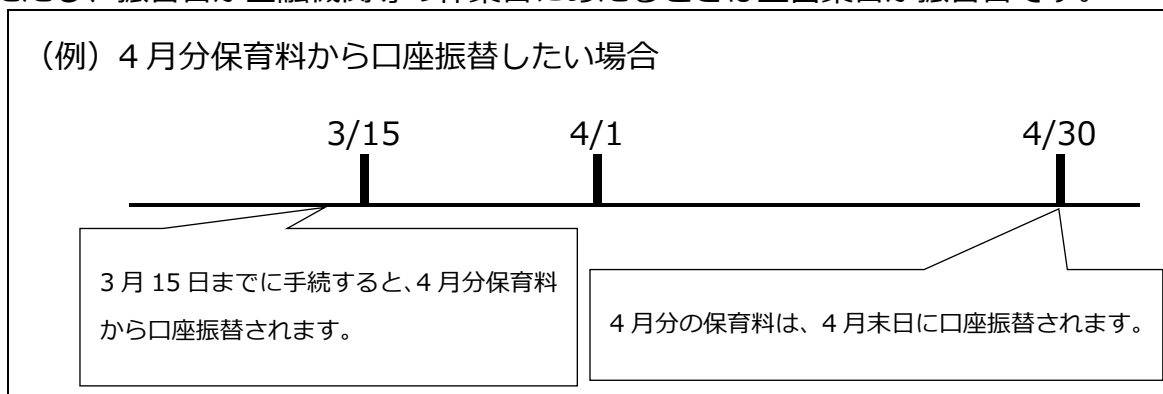 （例）4 月分保育料から口座振替したい場合
3/15
4/1
4/30
3 月 15 日までに手続すると、4 月分保育料
から口座振替されます。
4 月分の保育料は、4 月末日に口座振替されます。